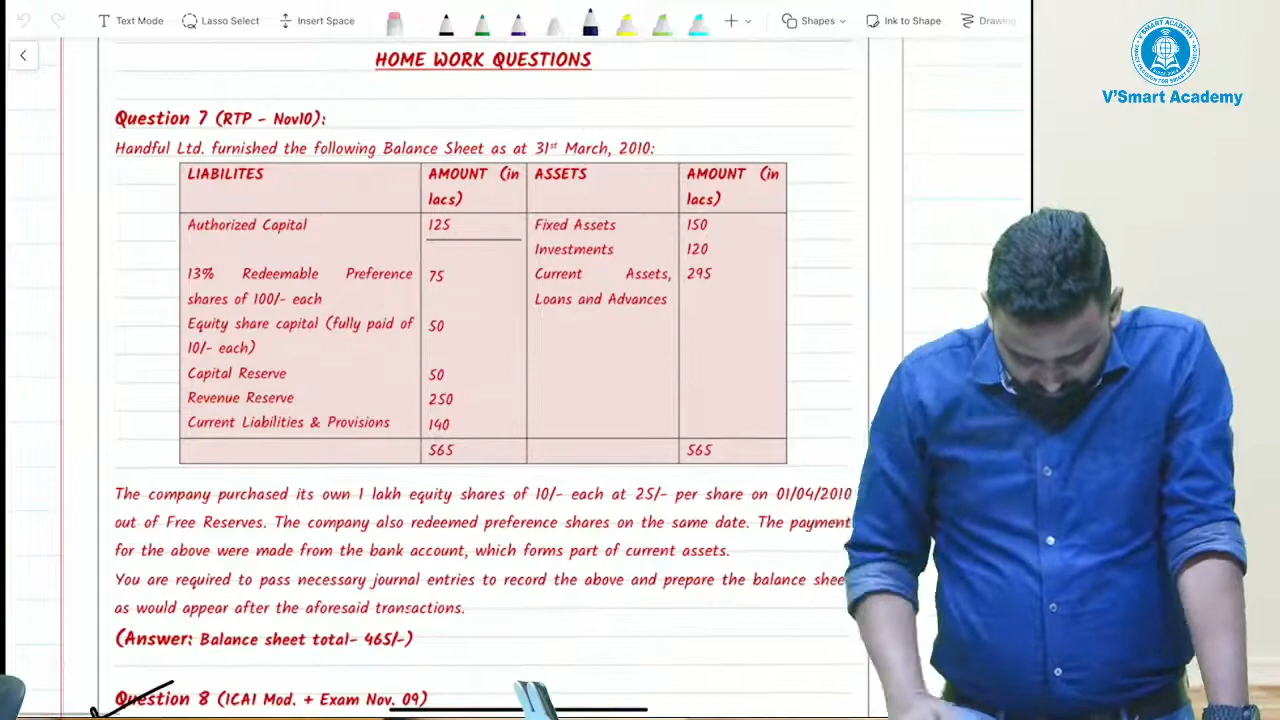 Text Mode Lasso Select Insert Space Shapes Ink to Shape Drawing
V'SMART ACADEMY
V'Smart Academy
HOME WORK QUESTIONS
Question 7 (RTP - Nov10):
Handful Ltd. furnished the following Balance Sheet as at 31st March, 2010:
LIABILITES AMOUNT (in lacs) ASSETS AMOUNT (in lacs)
Authorized Capital 125 Fixed Assets 150
Investments 120
13% Redeemable Preference 75 Current Assets, 295
shares of 100/- each Loans and Advances
Equity share capital (fully paid of 50
10/- each)
Capital Reserve 50
Revenue Reserve 250
Current Liabilities & Provisions 140
565 565
The company purchased its own 1 lakh equity shares of 10/- each at 25/- per share on 01/04/2010
out of Free Reserves. The company also redeemed preference shares on the same date. The payment
for the above were made from the bank account, which forms part of current assets.
You are required to pass necessary journal entries to record the above and prepare the balance shee
as would appear after the aforesaid transactions.
(Answer: Balance sheet total- 465/-)
Question 8 (ICAI Mod. + Exam Nov. 09)